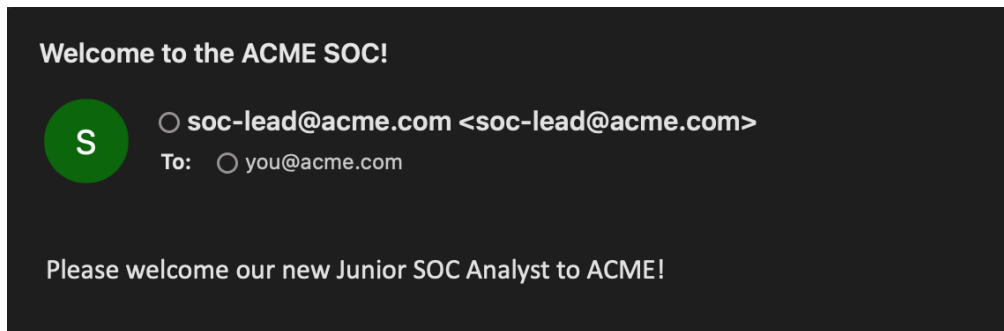 Welcome to the ACME SOC!
S
soc-lead@acme.com <soc-lead@acme.com>
To: you@acme.com
Please welcome our new Junior SOC Analyst to ACME!